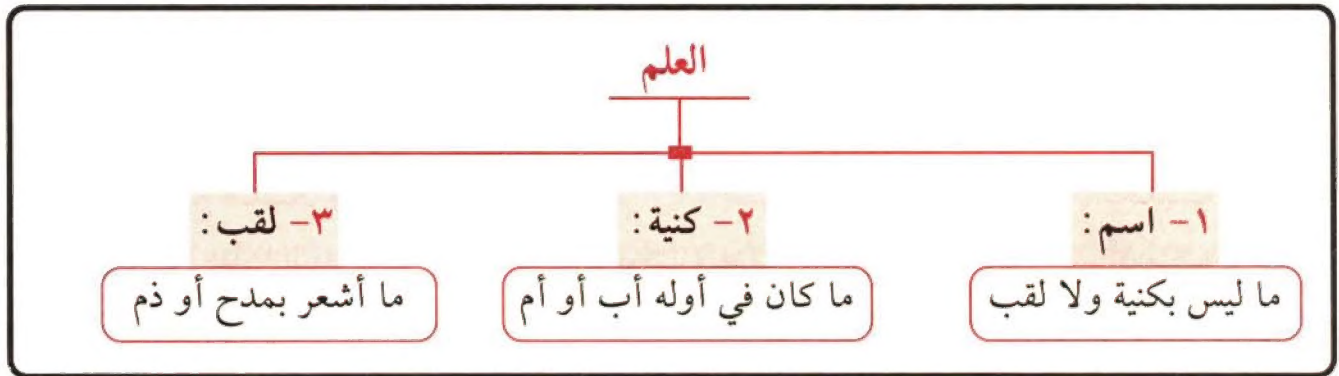 العلم
١- اسم:
ما ليس بكنية ولا لقب
٢- كنية:
ما كان في أوله أب أو أم
٣- لقب:
ما أشعر بمدح أو ذم